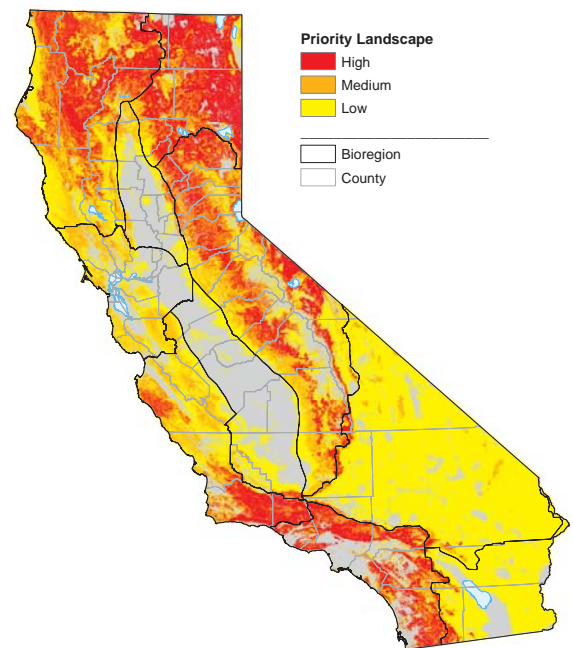 Priority Landscape
High
Medium
Low
Bioregion
County